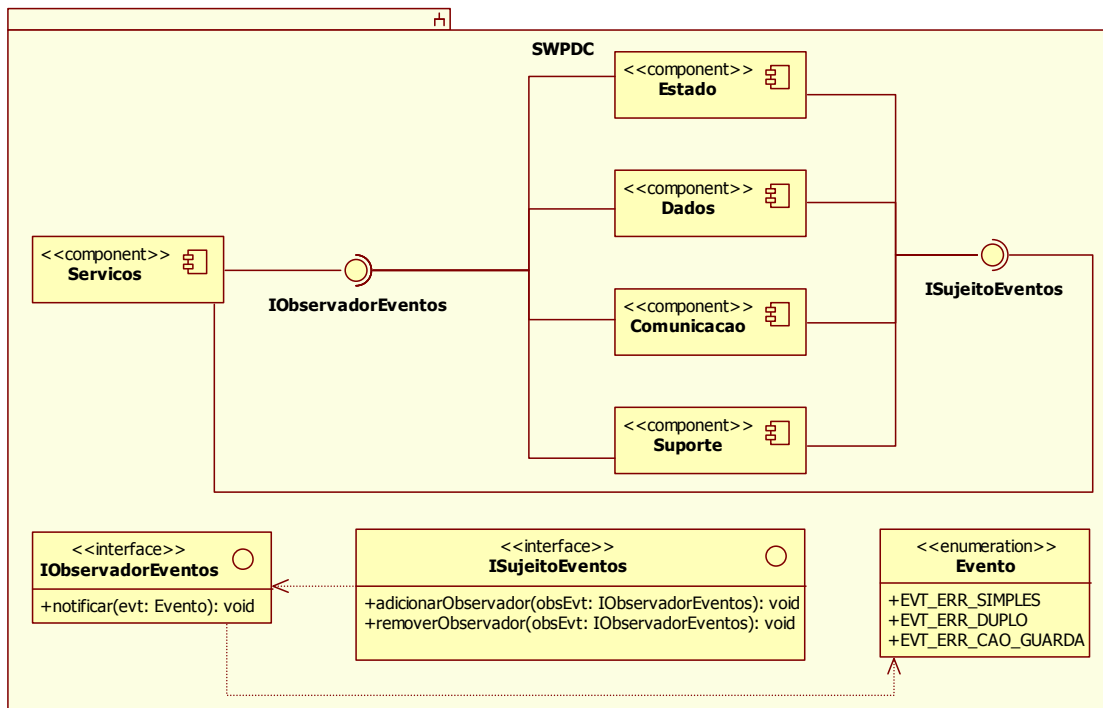 SWPDC
<<component>>
Estado
<<component>>
Dados
<<component>>
Servicos
IObservadorEventos
ISujeitoEventos
<<component>>
Comunicacao
<<component>>
Suporte
<<interface>>
IObservadorEventos
+notificar(evt: Evento): void
<<interface>>
ISujeitoEventos
+adicionarObservador(obsEvt: IObservadorEventos): void
+removerObservador(obsEvt: IObservadorEventos): void
<<enumeration>>
Evento
+EVT_ERR_SIMPLES
+EVT_ERR_DUPLO
+EVT_ERR_CAO_GUARDA